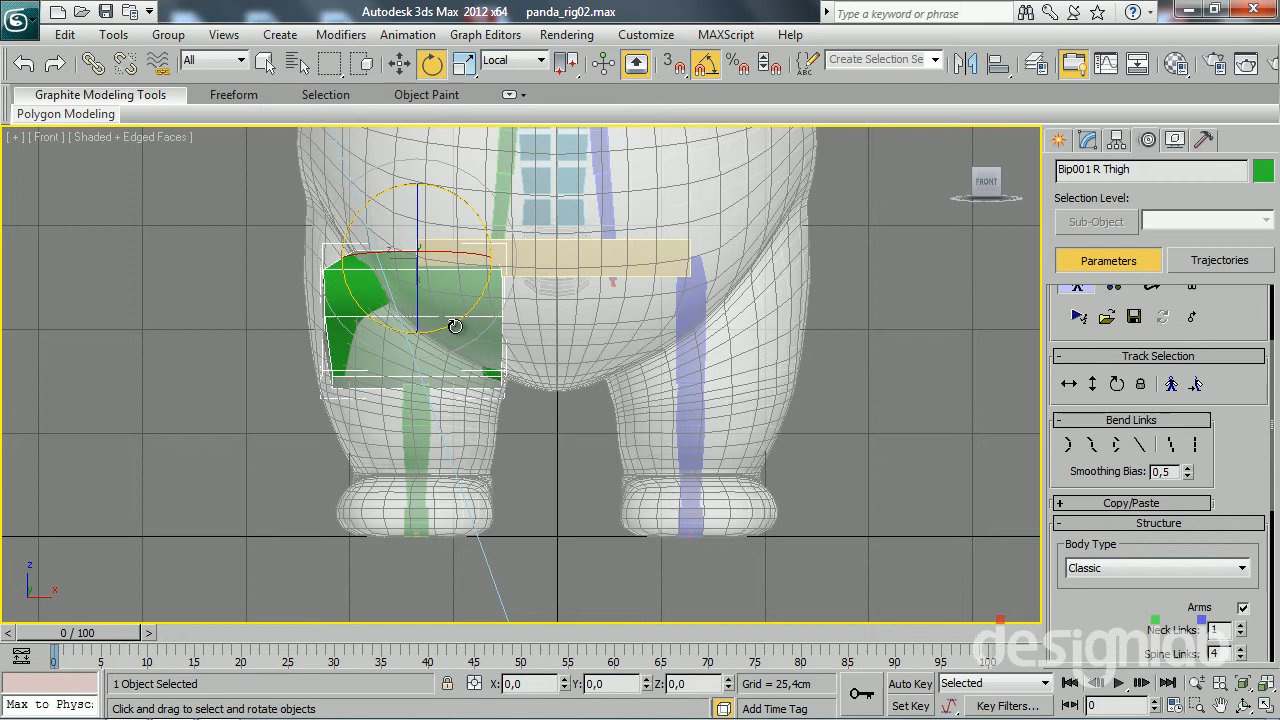 Autodesk 3ds Max 2012 x64 panda_rig02.max
Type a keyword or phrase
Edit Tools Group Views Create Modifiers Animation Graph Editors Rendering Customize MAXScript Help
All
Local
3
Create Selection Se
Graphite Modeling Tools Freeform Selection Object Paint
Polygon Modeling
[ + ] [ Front ] [ Shaded + Edged Faces ]
FRONT
Bip001 R Thigh
Selection Level:
Sub-Object
Parameters Trajectories
- Track Selection
- Bend Links
Smoothing Bias: 0,5
+ Copy/Paste
- Structure
Body Type
Classic
Arms
Neck Links: 1
Spine Links: 4
z
y x
designlab
< 0 / 100 >
0 5 10 15 20 25 30 35 40 45 50 55 60 65 70 75 80 85 90 95 100
1 Object Selected X: 0,0 Y: 0,0 Z: 0,0 Grid = 25,4cm Auto Key Selected
Max to Physc
Click and drag to select and rotate objects Add Time Tag Set Key Key Filters... 0